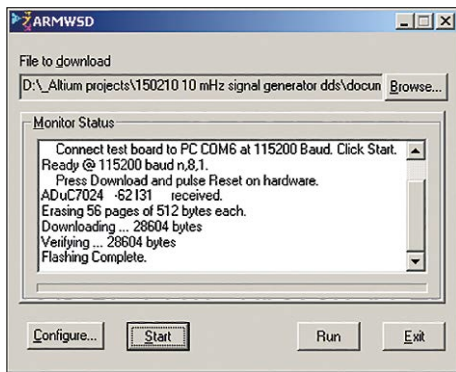 ARMWSD
File to download
D:\_Altium projects\150210 10 mHz signal generator dds\docun
Browse...
Monitor Status
Connect test board to PC COM6 at 115200 Baud. Click Start.
Ready @ 115200 baud n,8,1.
Press Download and pulse Reset on hardware.
ADuC7024 -62 I31 received.
Erasing 56 pages of 512 bytes each.
Downloading ... 28604 bytes
Verifying ... 28604 bytes
Flashing Complete.
Configure...
Start
Run
Exit